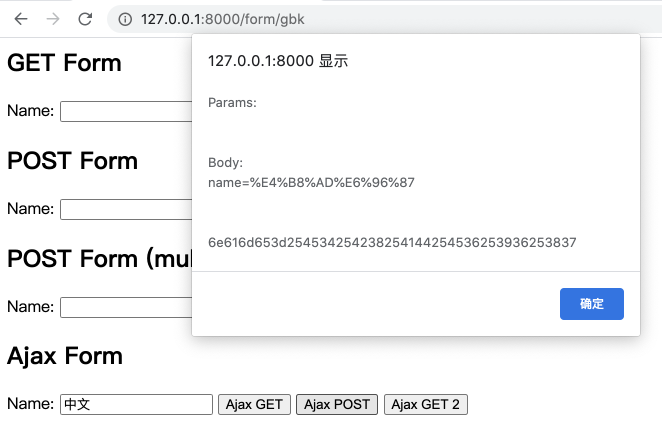 127.0.0.1:8000/form/gbk
GET Form
Name:
POST Form
Name:
POST Form (mul
Name:
Ajax Form
Name: 中文 Ajax GET Ajax POST Ajax GET 2
127.0.0.1:8000 显示
Params:
Body:
name=%E4%B8%AD%E6%96%87
6e616d653d254534254238254144254536253936253837
确定